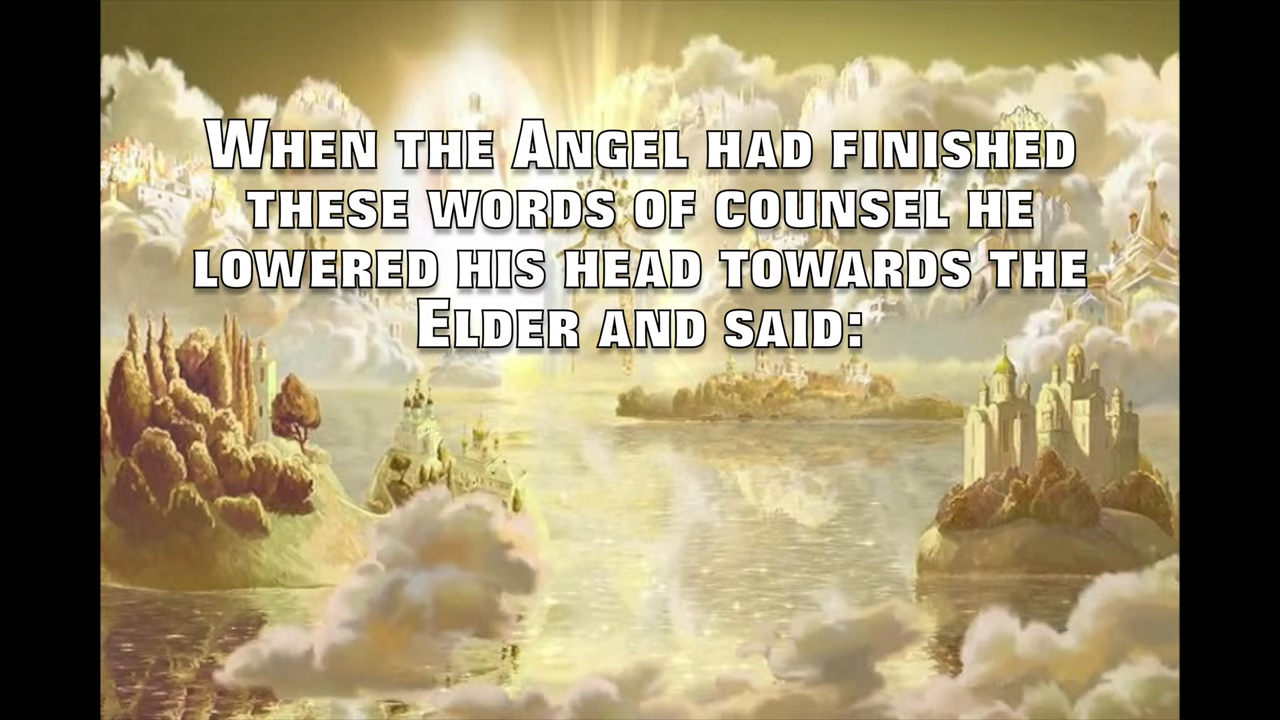 When the Angel had finished
these words of counsel he
lowered his head towards the
Elder and said: